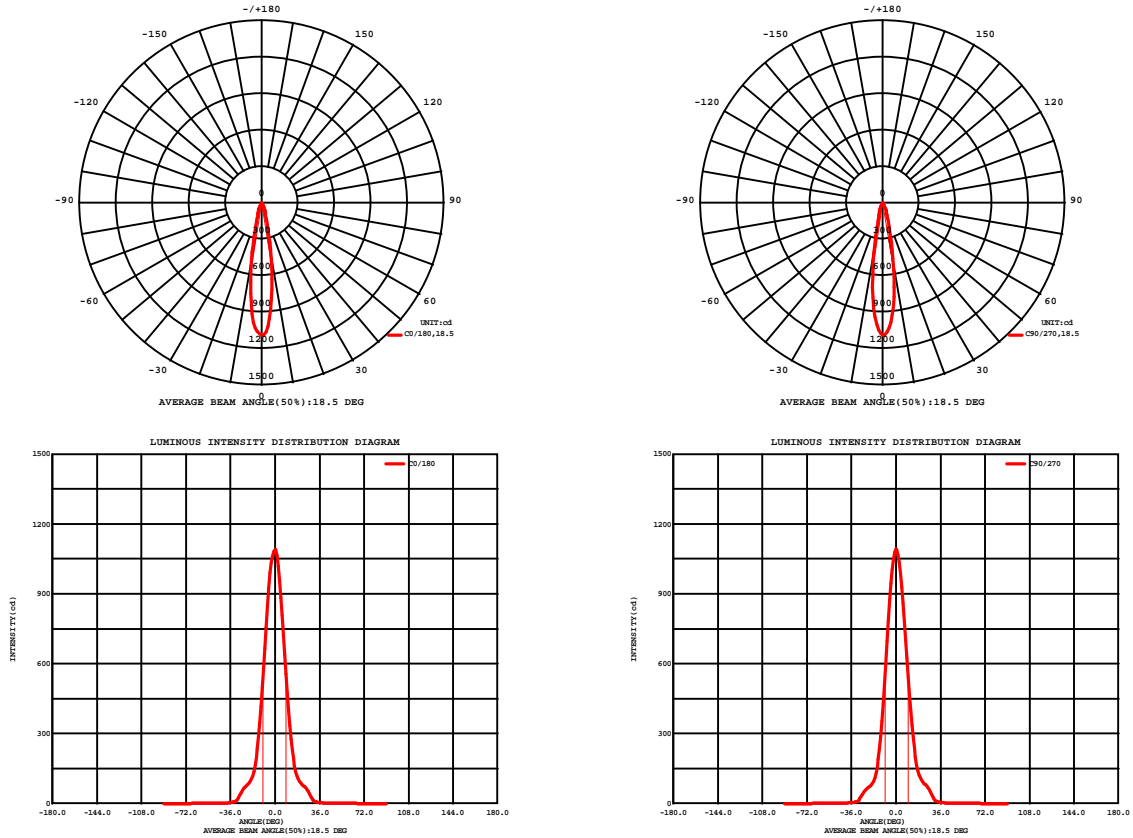 -/+180
-150
150
-120
120
-90
90
-60
60
-30
30
0
0
300
600
900
1200
1500
UNIT:cd
C0/180,18.5
AVERAGE BEAM ANGLE(50%):18.5 DEG
-/+180
-150
150
-120
120
-90
90
-60
60
-30
30
0
0
300
600
900
1200
1500
UNIT:cd
C90/270,18.5
AVERAGE BEAM ANGLE(50%):18.5 DEG
LUMINOUS INTENSITY DISTRIBUTION DIAGRAM
C0/180
INTENSITY(cd)
1500
1200
900
600
300
0
-180.0 -144.0 -108.0 -72.0 -36.0 0.0 36.0 72.0 108.0 144.0 180.0
ANGLE(DEG)
AVERAGE BEAM ANGLE(50%):18.5 DEG
LUMINOUS INTENSITY DISTRIBUTION DIAGRAM
C90/270
INTENSITY(cd)
1500
1200
900
600
300
0
-180.0 -144.0 -108.0 -72.0 -36.0 0.0 36.0 72.0 108.0 144.0 180.0
ANGLE(DEG)
AVERAGE BEAM ANGLE(50%):18.5 DEG